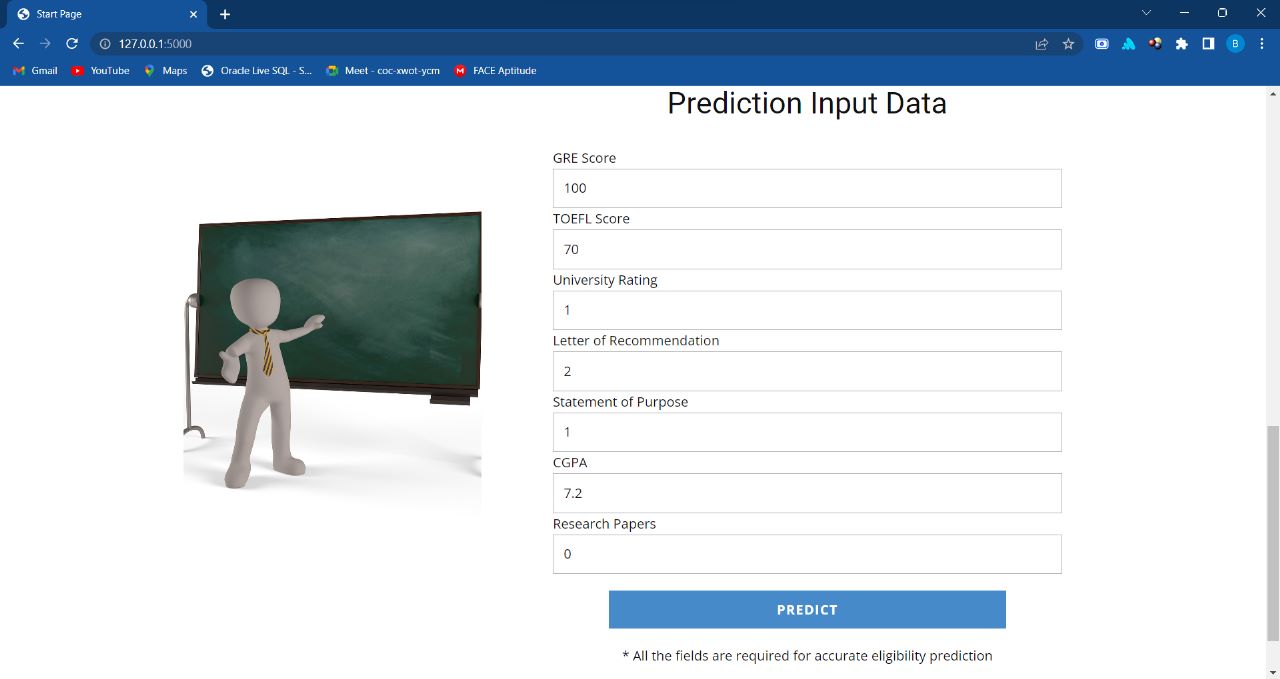 Start Page
127.0.0.1:5000
B
Gmail YouTube Maps Oracle Live SQL - S... Meet - coc-xwot-ycm FACE Aptitude
Prediction Input Data
GRE Score
100
TOEFL Score
70
University Rating
1
Letter of Recommendation
2
Statement of Purpose
1
CGPA
7.2
Research Papers
0
PREDICT
* All the fields are required for accurate eligibility prediction